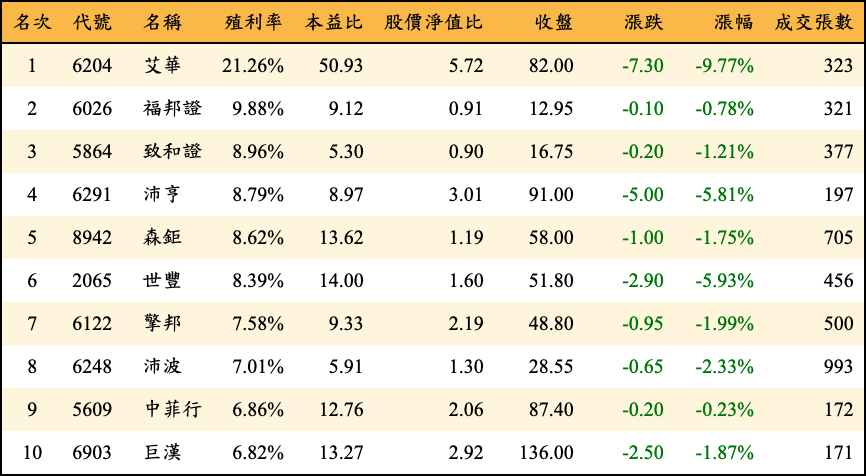 名次 代號 名稱 殖利率 本益比 股價淨值比 收盤 漲跌 漲幅 成交張數
1 6204 艾華 21.26% 50.93 5.72 82.00 -7.30 -9.77% 323
2 6026 福邦證 9.88% 9.12 0.91 12.95 -0.10 -0.78% 321
3 5864 致和證 8.96% 5.30 0.90 16.75 -0.20 -1.21% 377
4 6291 沛亨 8.79% 8.97 3.01 91.00 -5.00 -5.81% 197
5 8942 森鉅 8.62% 13.62 1.19 58.00 -1.00 -1.75% 705
6 2065 世豐 8.39% 14.00 1.60 51.80 -2.90 -5.93% 456
7 6122 擎邦 7.58% 9.33 2.19 48.80 -0.95 -1.99% 500
8 6248 沛波 7.01% 5.91 1.30 28.55 -0.65 -2.33% 993
9 5609 中菲行 6.86% 12.76 2.06 87.40 -0.20 -0.23% 172
10 6903 巨漢 6.82% 13.27 2.92 136.00 -2.50 -1.87% 171